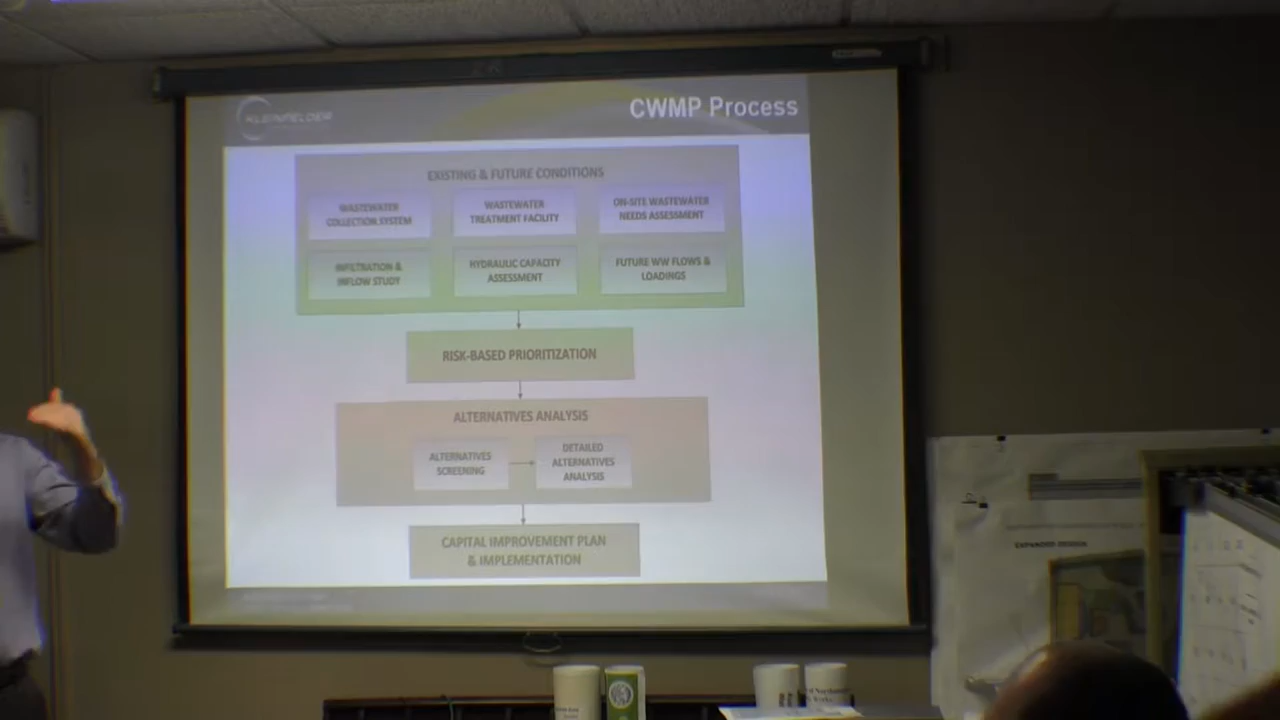 KLEINFELDER
CWMP Process
EXISTING & FUTURE CONDITIONS
WASTEWATER
COLLECTION SYSTEM
WASTEWATER
TREATMENT FACILITY
ON-SITE WASTEWATER
NEEDS ASSESSMENT
INFILTRATION &
INFLOW STUDY
HYDRAULIC CAPACITY
ASSESSMENT
FUTURE WW FLOWS &
LOADINGS
RISK-BASED PRIORITIZATION
ALTERNATIVES ANALYSIS
ALTERNATIVES
SCREENING
DETAILED
ALTERNATIVES
ANALYSIS
CAPITAL IMPROVEMENT PLAN
& IMPLEMENTATION
EXPANDED DESIGN